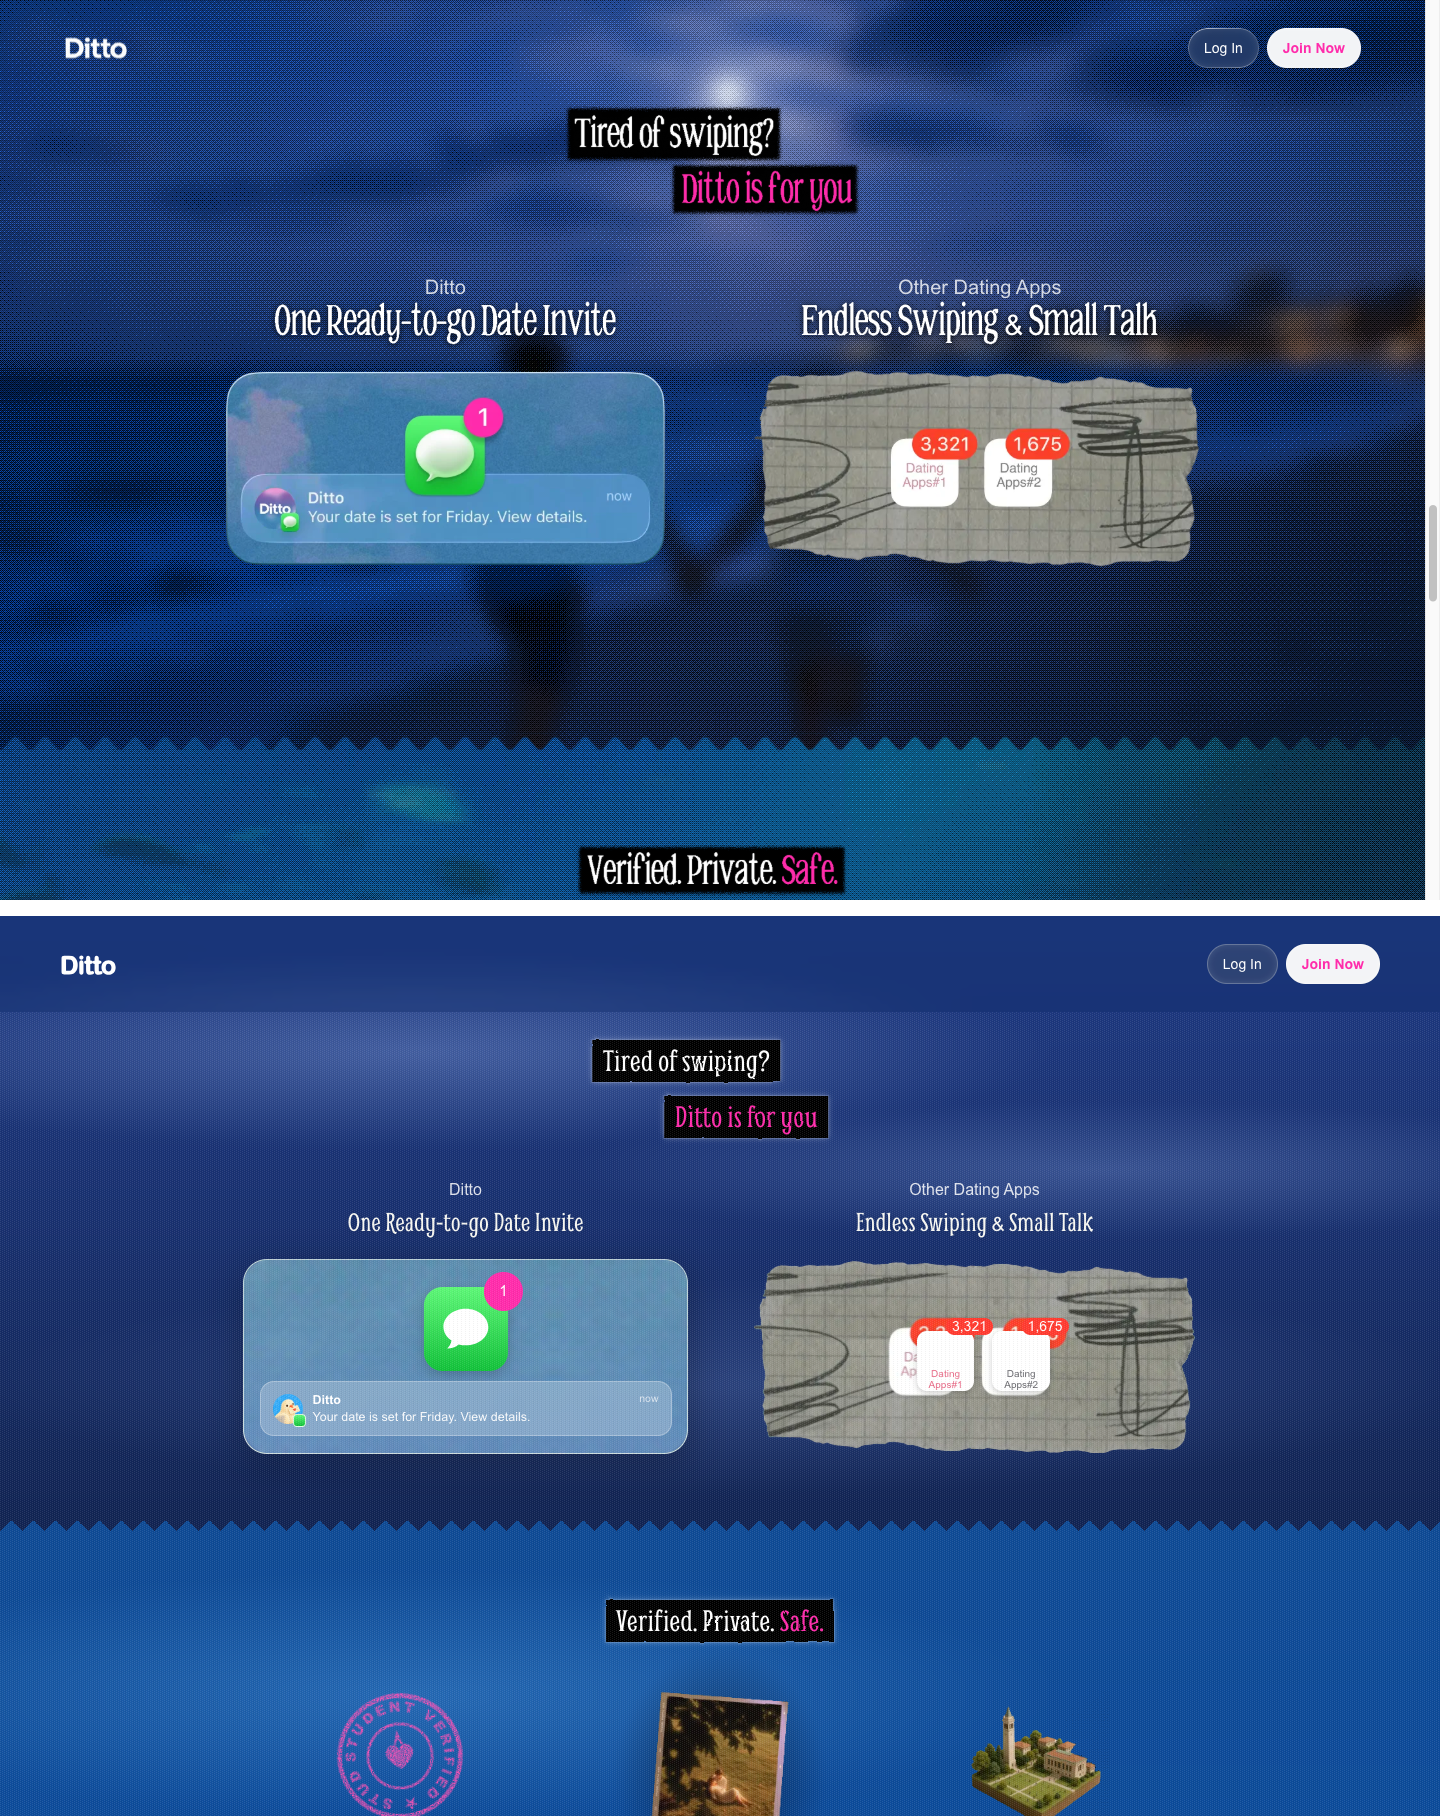 Ditto
Log In
Join Now
Tired of swiping?
Ditto is for you
Ditto
One Ready-to-go Date Invite
1
Ditto
Ditto
now
Your date is set for Friday. View details.
Other Dating Apps
Endless Swiping & Small Talk
3,321
Dating
Apps#1
1,675
Dating
Apps#2
Verified. Private. Safe.
Ditto
Log In
Join Now
Tired of swiping?
Ditto is for you
Ditto
One Ready-to-go Date Invite
1
Ditto
now
Your date is set for Friday. View details.
Other Dating Apps
Endless Swiping & Small Talk
3,321
Dating
Apps#1
1,675
Dating
Apps#2
Verified. Private. Safe.
STUDENT VERIFIED ★ STUD